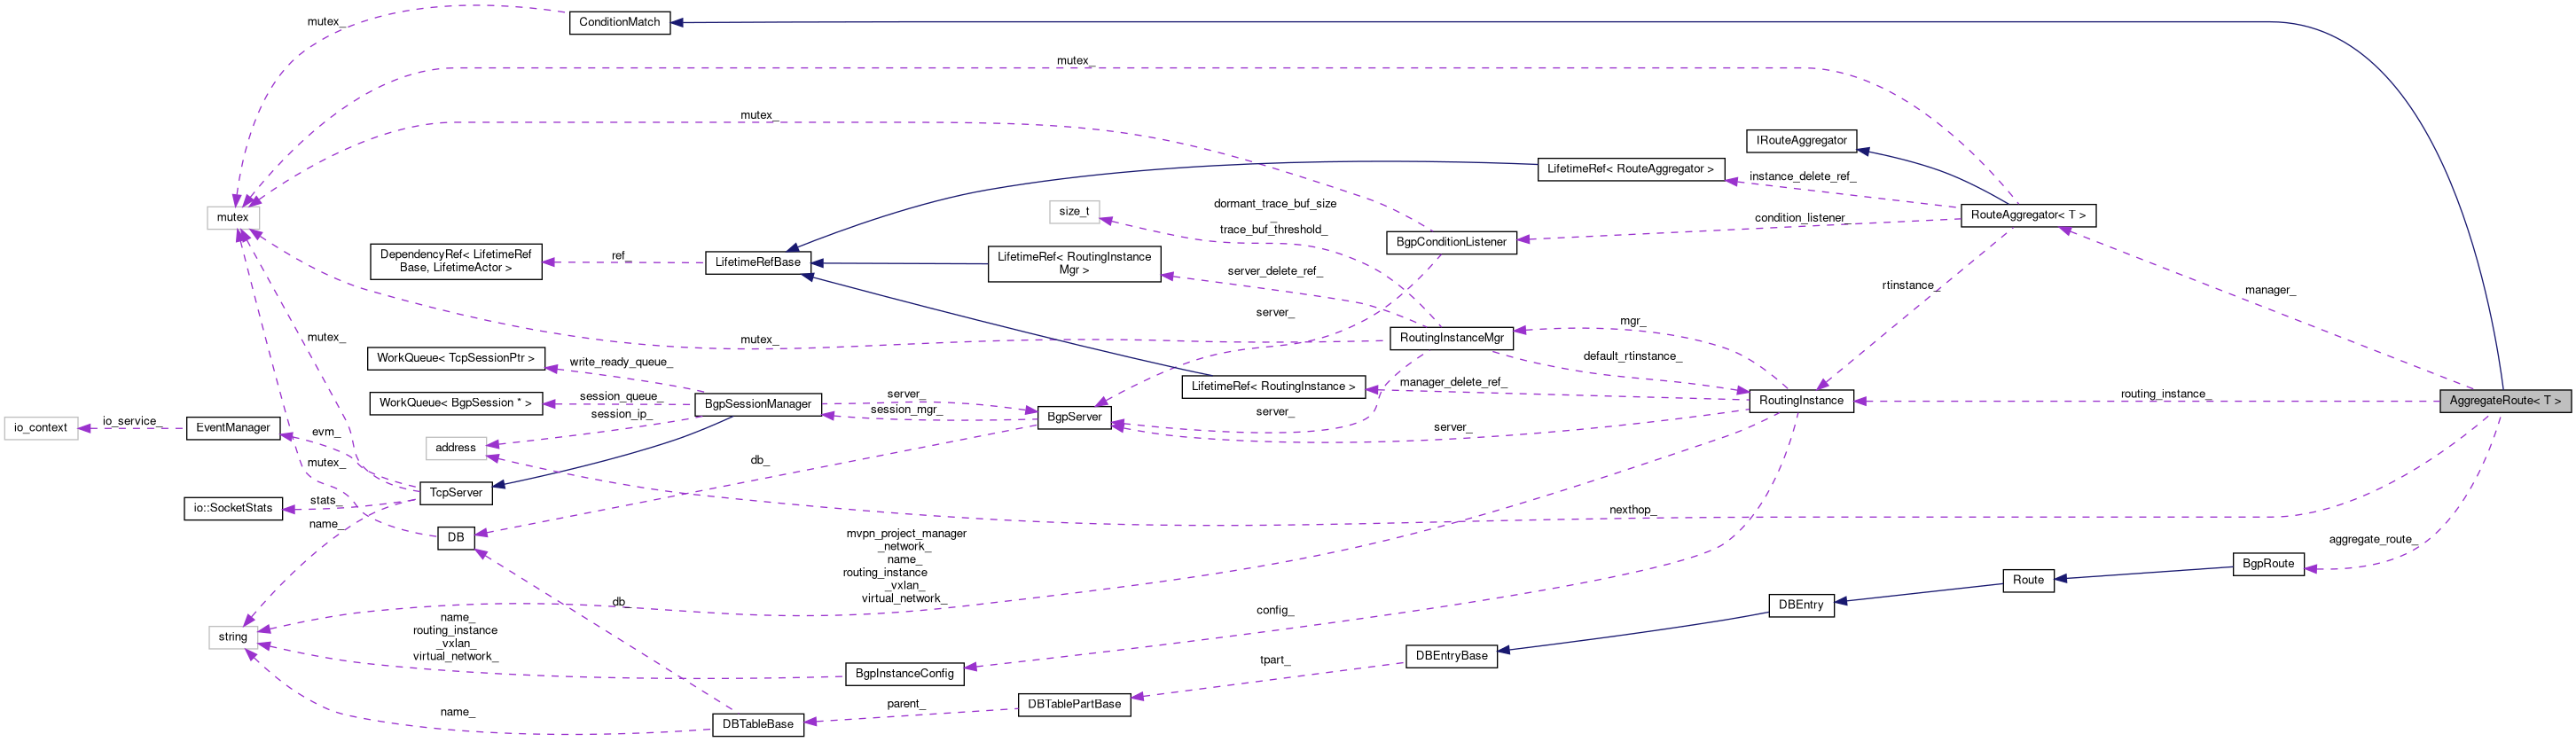 ConditionMatch
mutex_
mutex_
mutex_
IRouteAggregator
LifetimeRef< RouteAggregator >
instance_delete_ref_
mutex
size_t
dormant_trace_buf_size
_
trace_buf_threshold_
RouteAggregator< T >
condition_listener_
BgpConditionListener
DependencyRef< LifetimeRef
Base, LifetimeActor >
ref_
LifetimeRefBase
LifetimeRef< RoutingInstance
Mgr >
server_delete_ref_
rtinstance_
manager_
server_
mgr_
mutex_
mutex_
RoutingInstanceMgr
WorkQueue< TcpSessionPtr >
write_ready_queue_
default_rtinstance_
LifetimeRef< RoutingInstance >
manager_delete_ref_
WorkQueue< BgpSession * >
session_queue_
BgpSessionManager
server_
RoutingInstance
routing_instance_
AggregateRoute< T >
session_ip_
session_mgr_
BgpServer
server_
io_context
io_service_
EventManager
evm_
address
server_
mutex_
db_
TcpServer
io::SocketStats
stats_
name_
nexthop_
DB
mvpn_project_manager
_network_
name_
routing_instance
_vxlan_
virtual_network_
aggregate_route_
BgpRoute
Route
DBEntry
db_
config_
string
name_
routing_instance
_vxlan_
virtual_network_
DBEntryBase
tpart_
BgpInstanceConfig
DBTablePartBase
parent_
name_
DBTableBase